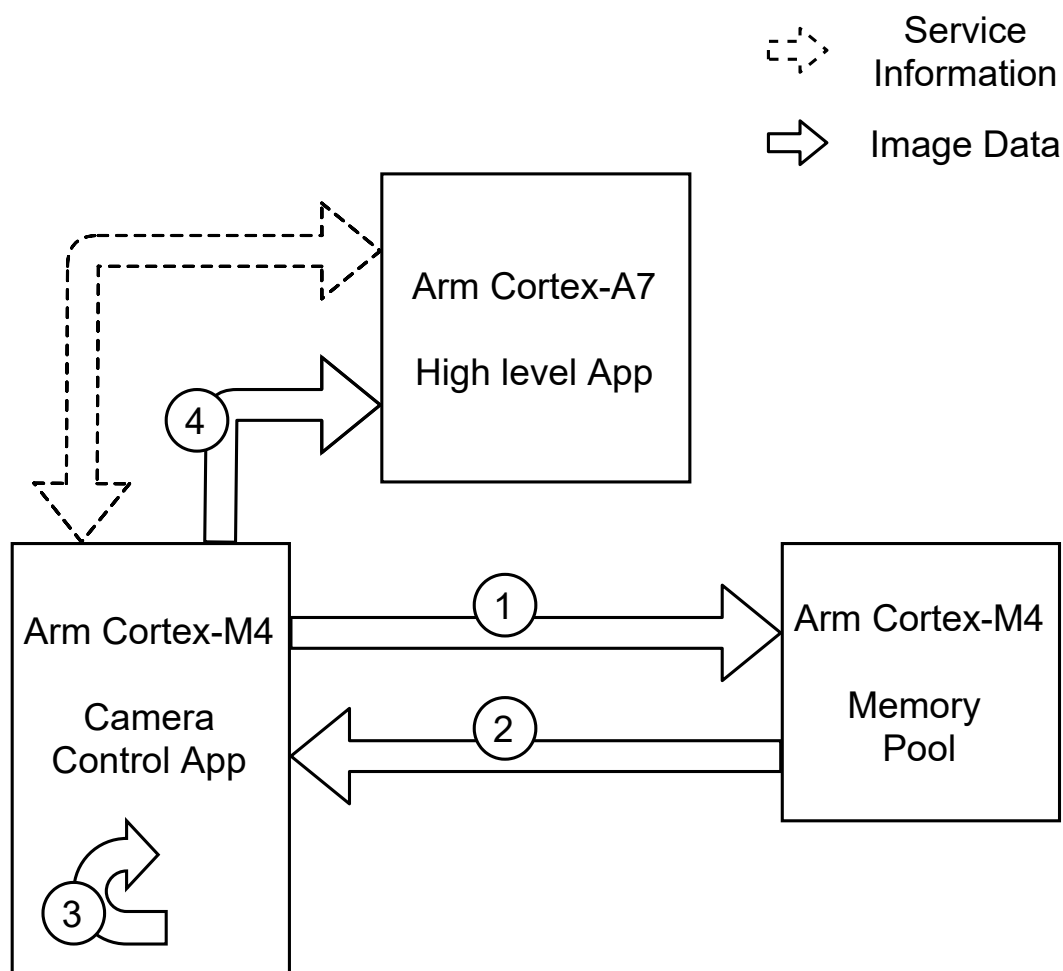 Service
Information
Image Data
Arm Cortex-A7
High level App
4
1
Arm Cortex-M4
Arm Cortex-M4
2
Camera
Control App
Memory
Pool
3